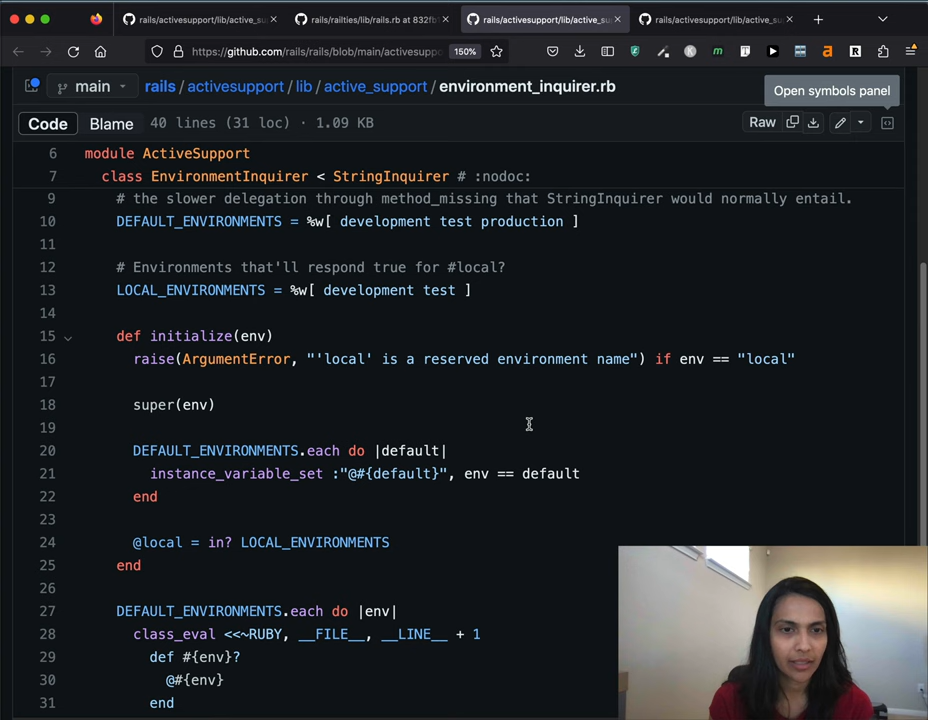 rails/activesupport/lib/active_su
rails/railties/lib/rails.rb at 832fb
rails/activesupport/lib/active_su
rails/activesupport/lib/active_su
https://github.com/rails/rails/blob/main/activesuppo
150%
main
rails / activesupport / lib / active_support / environment_inquirer.rb
Open symbols panel
Code Blame 40 lines (31 loc) · 1.09 KB
Raw
6 module ActiveSupport
7 class EnvironmentInquirer < StringInquirer # :nodoc:
9 # the slower delegation through method_missing that StringInquirer would normally entail.
10 DEFAULT_ENVIRONMENTS = %w[ development test production ]
11
12 # Environments that'll respond true for #local?
13 LOCAL_ENVIRONMENTS = %w[ development test ]
14
15 def initialize(env)
16 raise(ArgumentError, "'local' is a reserved environment name") if env == "local"
17
18 super(env)
19
20 DEFAULT_ENVIRONMENTS.each do |default|
21 instance_variable_set :"@#{default}", env == default
22 end
23
24 @local = in? LOCAL_ENVIRONMENTS
25 end
26
27 DEFAULT_ENVIRONMENTS.each do |env|
28 class_eval <<~RUBY, __FILE__, __LINE__ + 1
29 def #{env}?
30 @#{env}
31 end